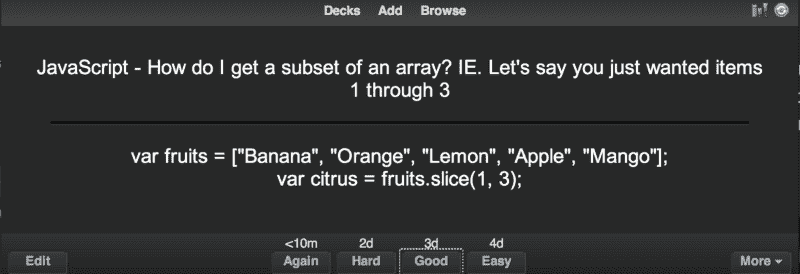 Decks Add Browse
JavaScript - How do I get a subset of an array? IE. Let's say you just wanted items
1 through 3
var fruits = ["Banana", "Orange", "Lemon", "Apple", "Mango"];
var citrus = fruits.slice(1, 3);
<10m 2d 3d 4d
Edit Again Hard Good Easy More